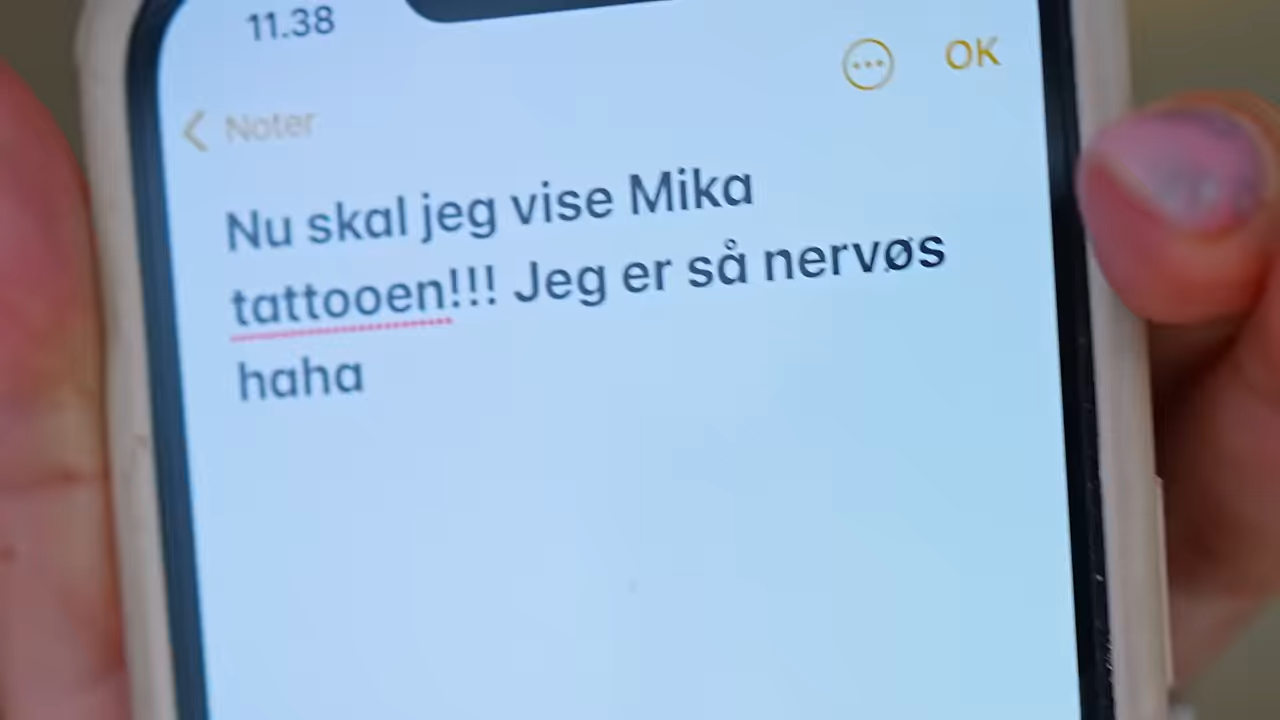 11.38
OK
Noter
Nu skal jeg vise Mika
tattooen!!! Jeg er så nervøs
haha